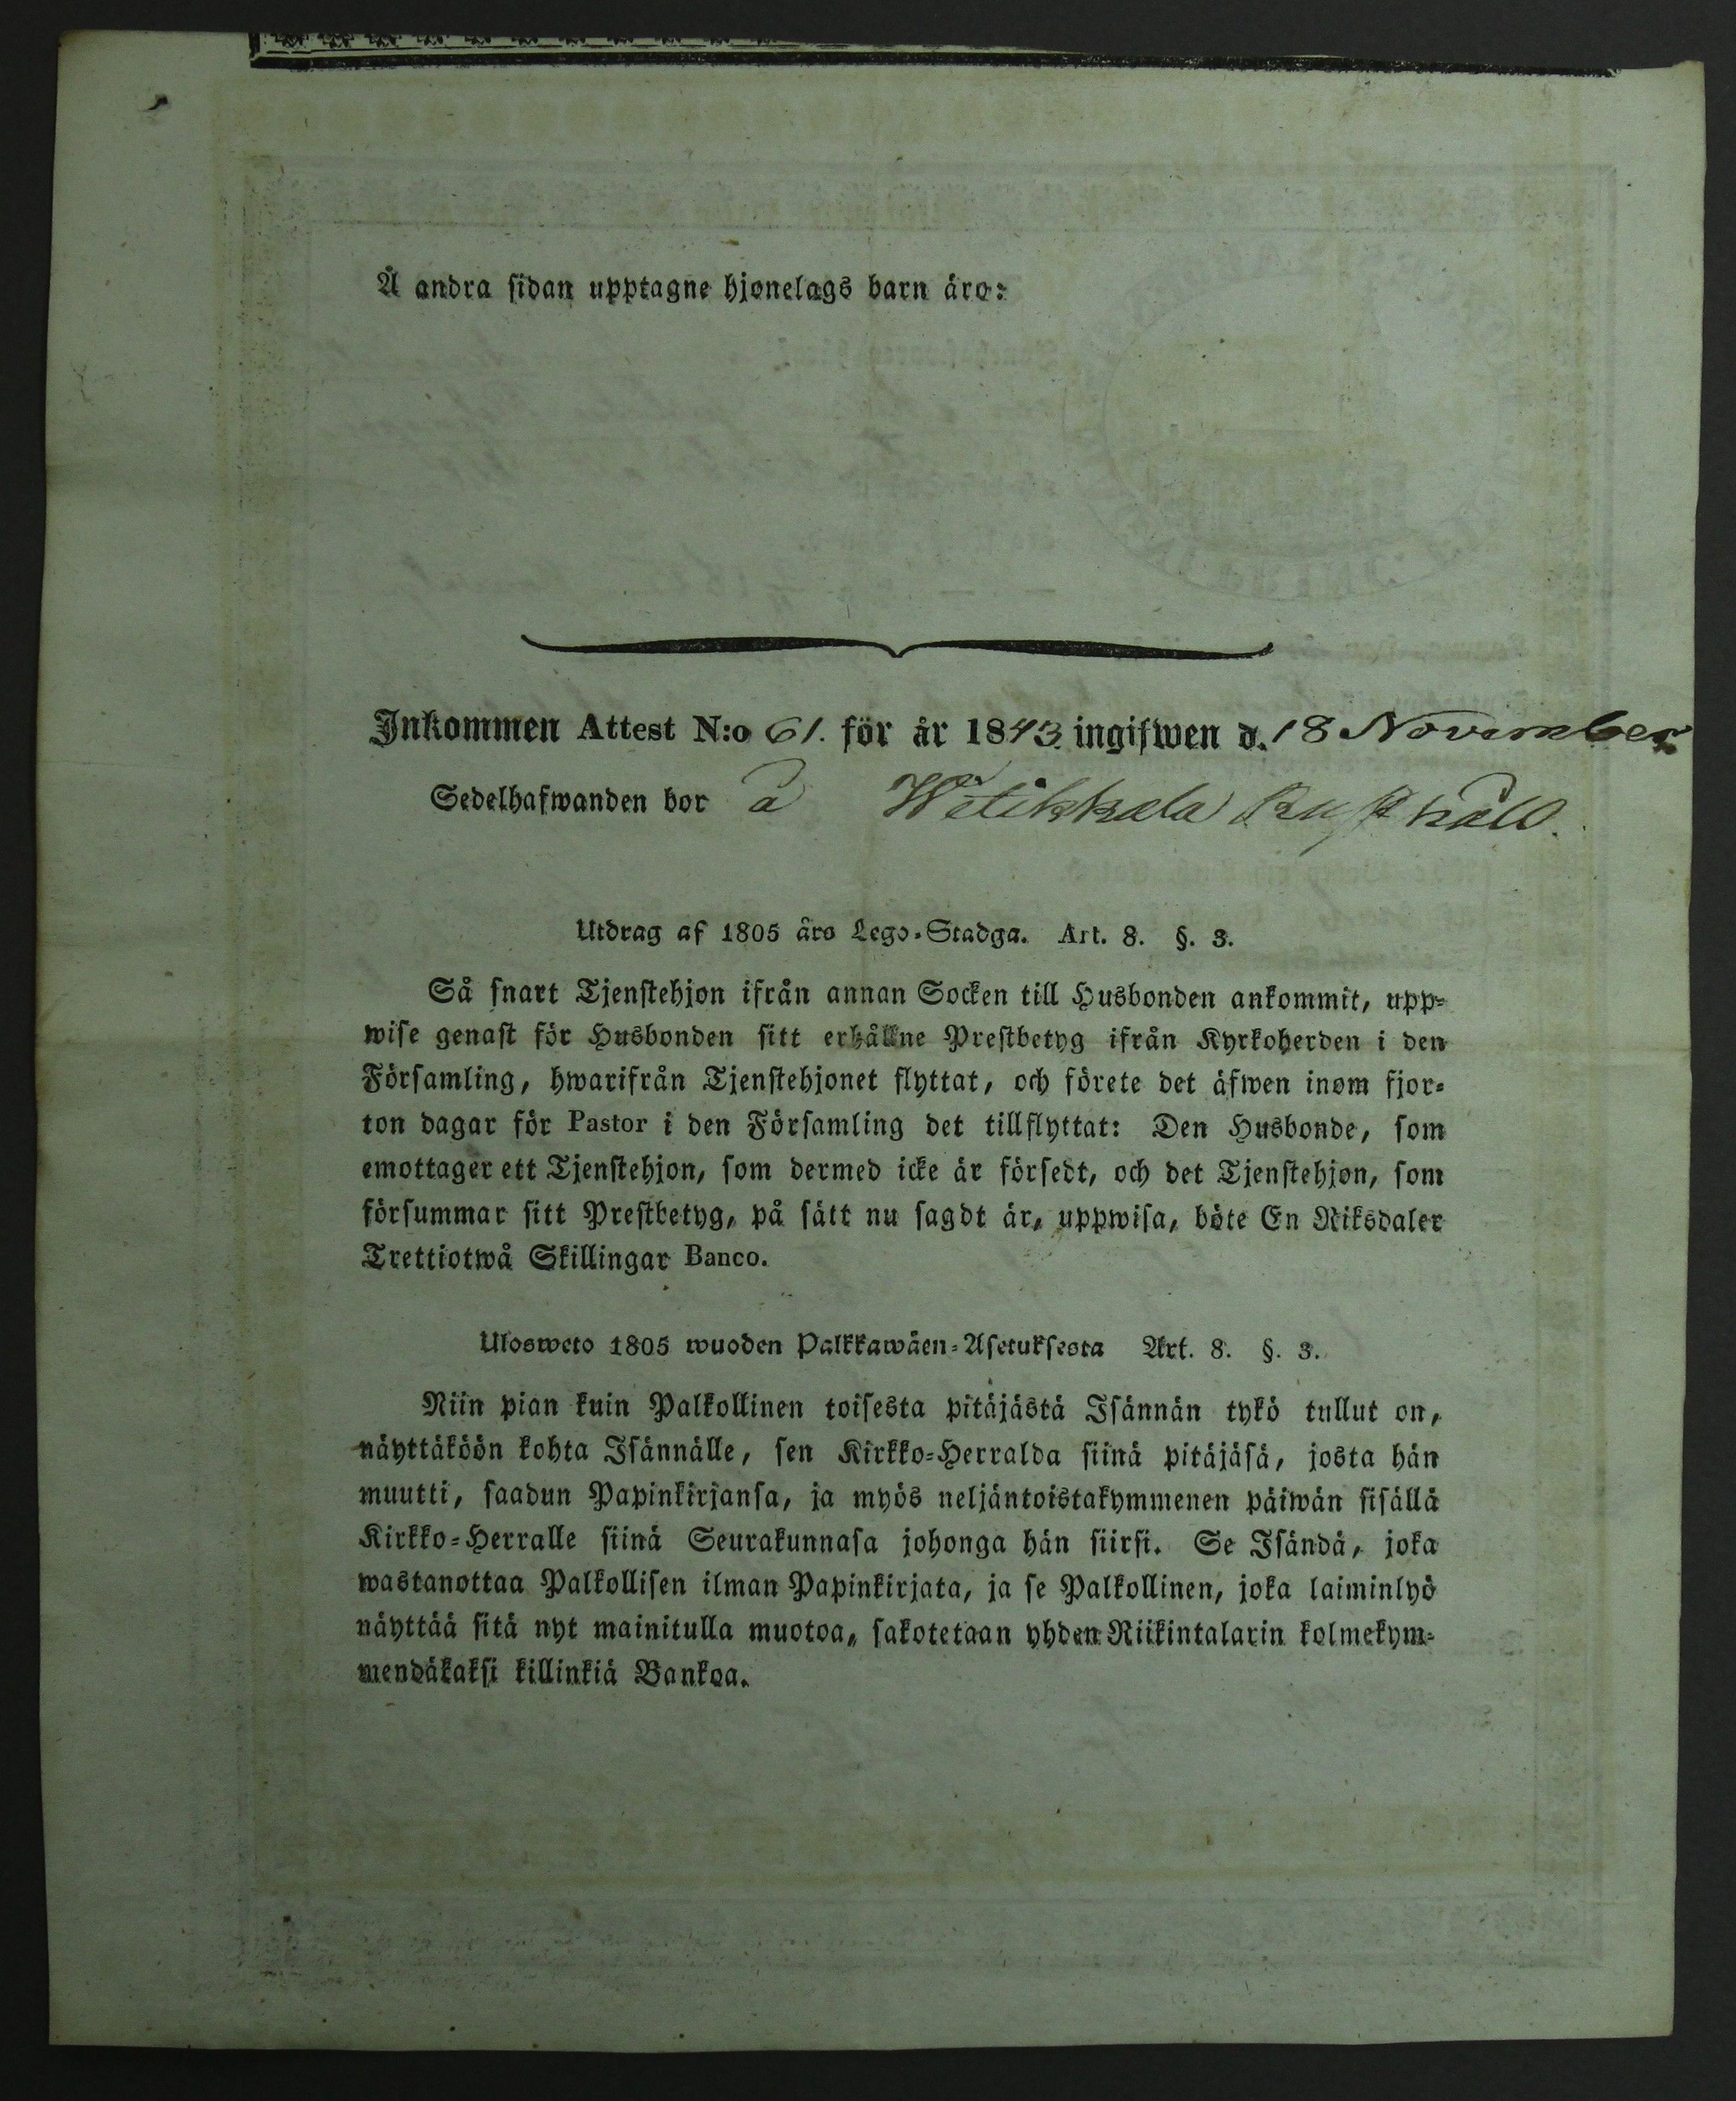 Å andra sidan upptagne hjonelags barn äro:
Inkommen Attest N:o 61. för år 1843 ingifwen d. 18 November
Sedelhafwanden bor å Wetikkala Rusthåll.
Utdrag af 1805 års Lego-Stadga. Art. 8. §. 3.
Så snart Tjenstehjon ifrån annan Socken till Husbonden ankommit, upp-
wise genast för Husbonden sitt erhållne Prestbetyg ifrån Kyrkoherden i den
Församling, hwarifrån Tjenstehjonet flyttat, och förete det äfwen inom fjor-
ton dagar för Pastor i den Församling det tillflyttat: Den Husbonde, som
emottager ett Tjenstehjon, som dermed icke är försedt, och det Tjenstehjon, som
försummar sitt Prestbetyg, på sätt nu sagdt är, uppwisa, böte En Riksdaler
Trettiotwå Skillingar Banco.
Ulosweto 1805 wuoden Palkkawäen-Asetuksesta Art. 8. §. 3.
Niin pian kuin Palkollinen toisesta pitäjästä Isännän tykö tullut on,
näyttäköön kohta Isännälle, sen Kirkko-Herralda siinä pitäjäsä, josta hän
muutti, saadun Papinkirjansa, ja myös neljäntoistakymmenen päiwän sisällä
Kirkko-Herralle siinä Seurakunnasa johonga hän siirsi. Se Isändä, joka
wastanottaa Palkollisen ilman Papinkirjata, ja se Palkollinen, joka laiminlyö
näyttää sitä nyt mainitulla muotoa, sakotetaan yhden Riikintalarin kolmekym-
mendäkaksi killinkiä Bankoa.